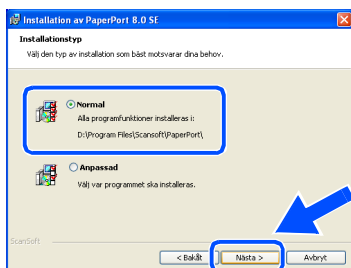 Installation av PaperPort 8.0 SE
Installationstyp
Välj den typ av installation som bäst motsvarar dina behov.
Normal
Alla programfunktioner installeras i:
D:\Program Files\Scansoft\PaperPort\
Anpassad
Välj var programmet ska installeras.
ScanSoft
< Bakåt
Nästa >
Avbryt